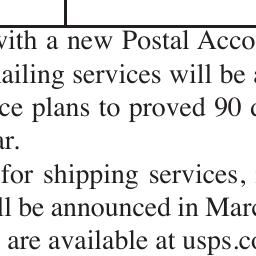 with a new Postal Acco
ailing services will be a
ce plans to proved 90 d
ar.
for shipping services,
ll be announced in Marc
are available at usps.co